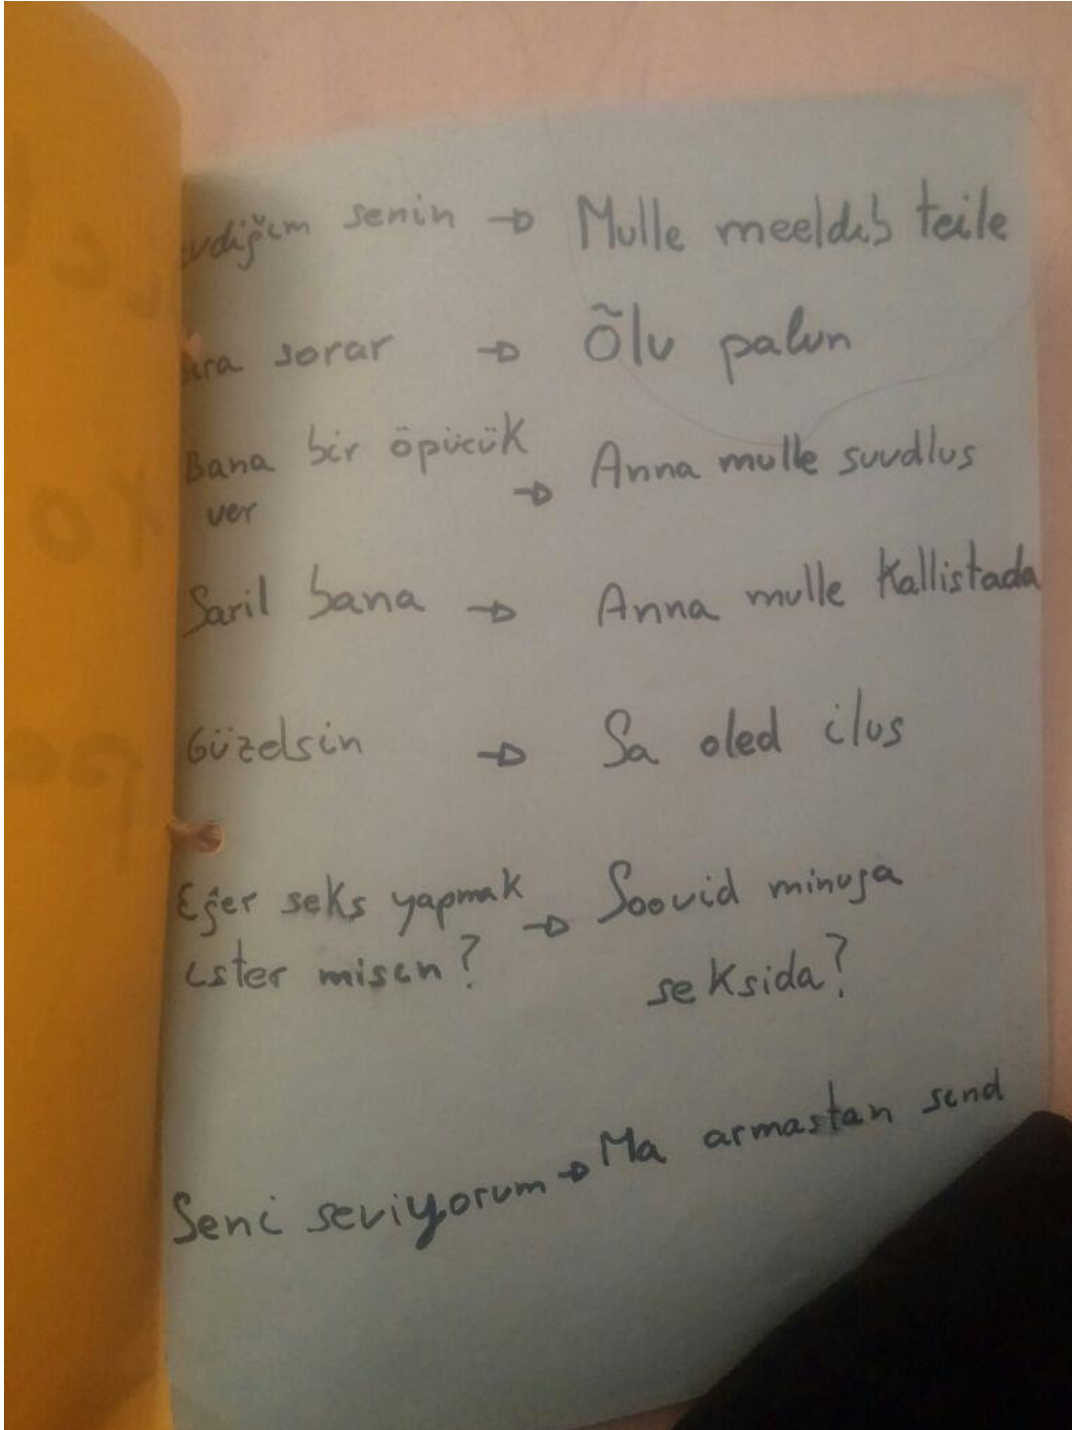 senin → Mulle meeldib teile
sorar → Õlu palun
Bana bir öpücük → Anna mulle suudlus
ver
Saril bana → Anna mulle Kallistada
Güzelsin → Sa oled ilus
Eğer seks yapmak → Soovid minuga
ister misin? seksida?
Seni seviyorum → Ma armastan sind